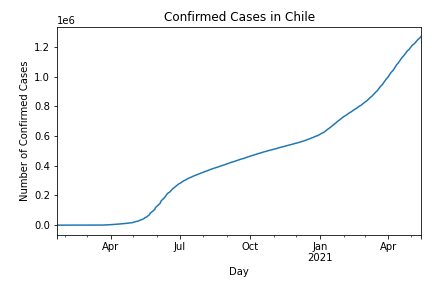 Confirmed Cases in Chile
1e6
1.2
1.0
0.8
0.6
0.4
0.2
0.0
Number of Confirmed Cases
Apr
Jul
Oct
Jan
2021
Apr
Day